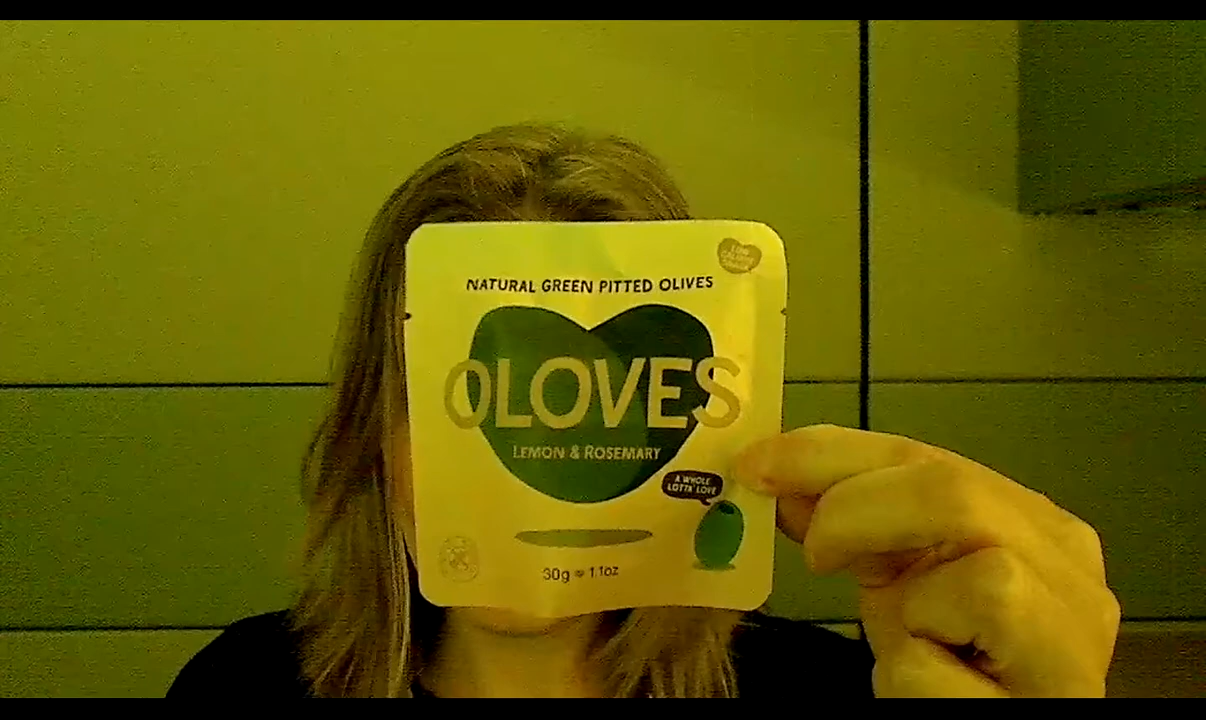 NATURAL GREEN PITTED OLIVES
OLOVES
LEMON & ROSEMARY
A WHOLE
LOTTA' LOVE
30g 1.1oz